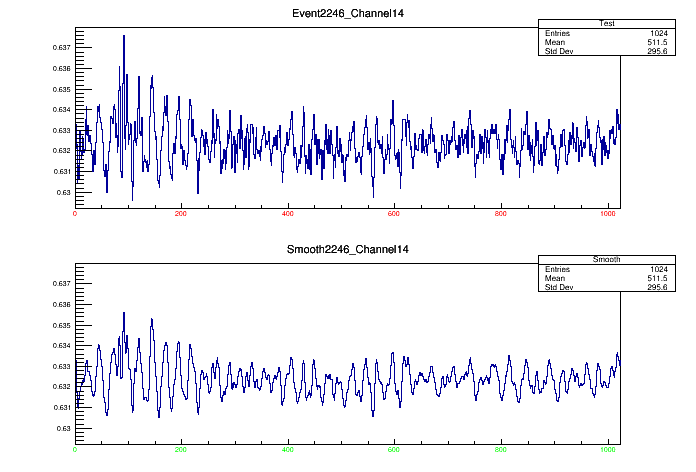 Event2246_Channel14
Test
Entries 1024
Mean 511.5
Std Dev 295.6
0.637
0.636
0.635
0.634
0.633
0.632
0.631
0.63
0 200 400 600 800 1000
Smooth2246_Channel14
Smooth
Entries 1024
Mean 511.5
Std Dev 295.6
0.637
0.636
0.635
0.634
0.633
0.632
0.631
0.63
0 200 400 600 800 1000